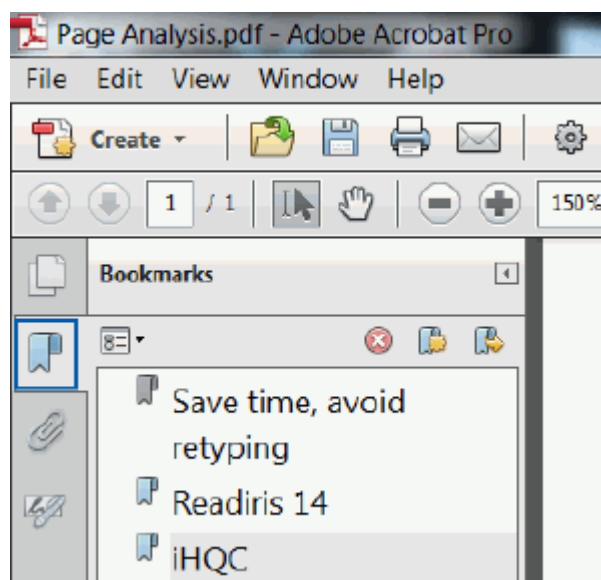 Page Analysis.pdf - Adobe Acrobat Pro
File Edit View Window Help
Create
1 / 1 150%
Bookmarks
Save time, avoid
retyping
Readiris 14
iHQC